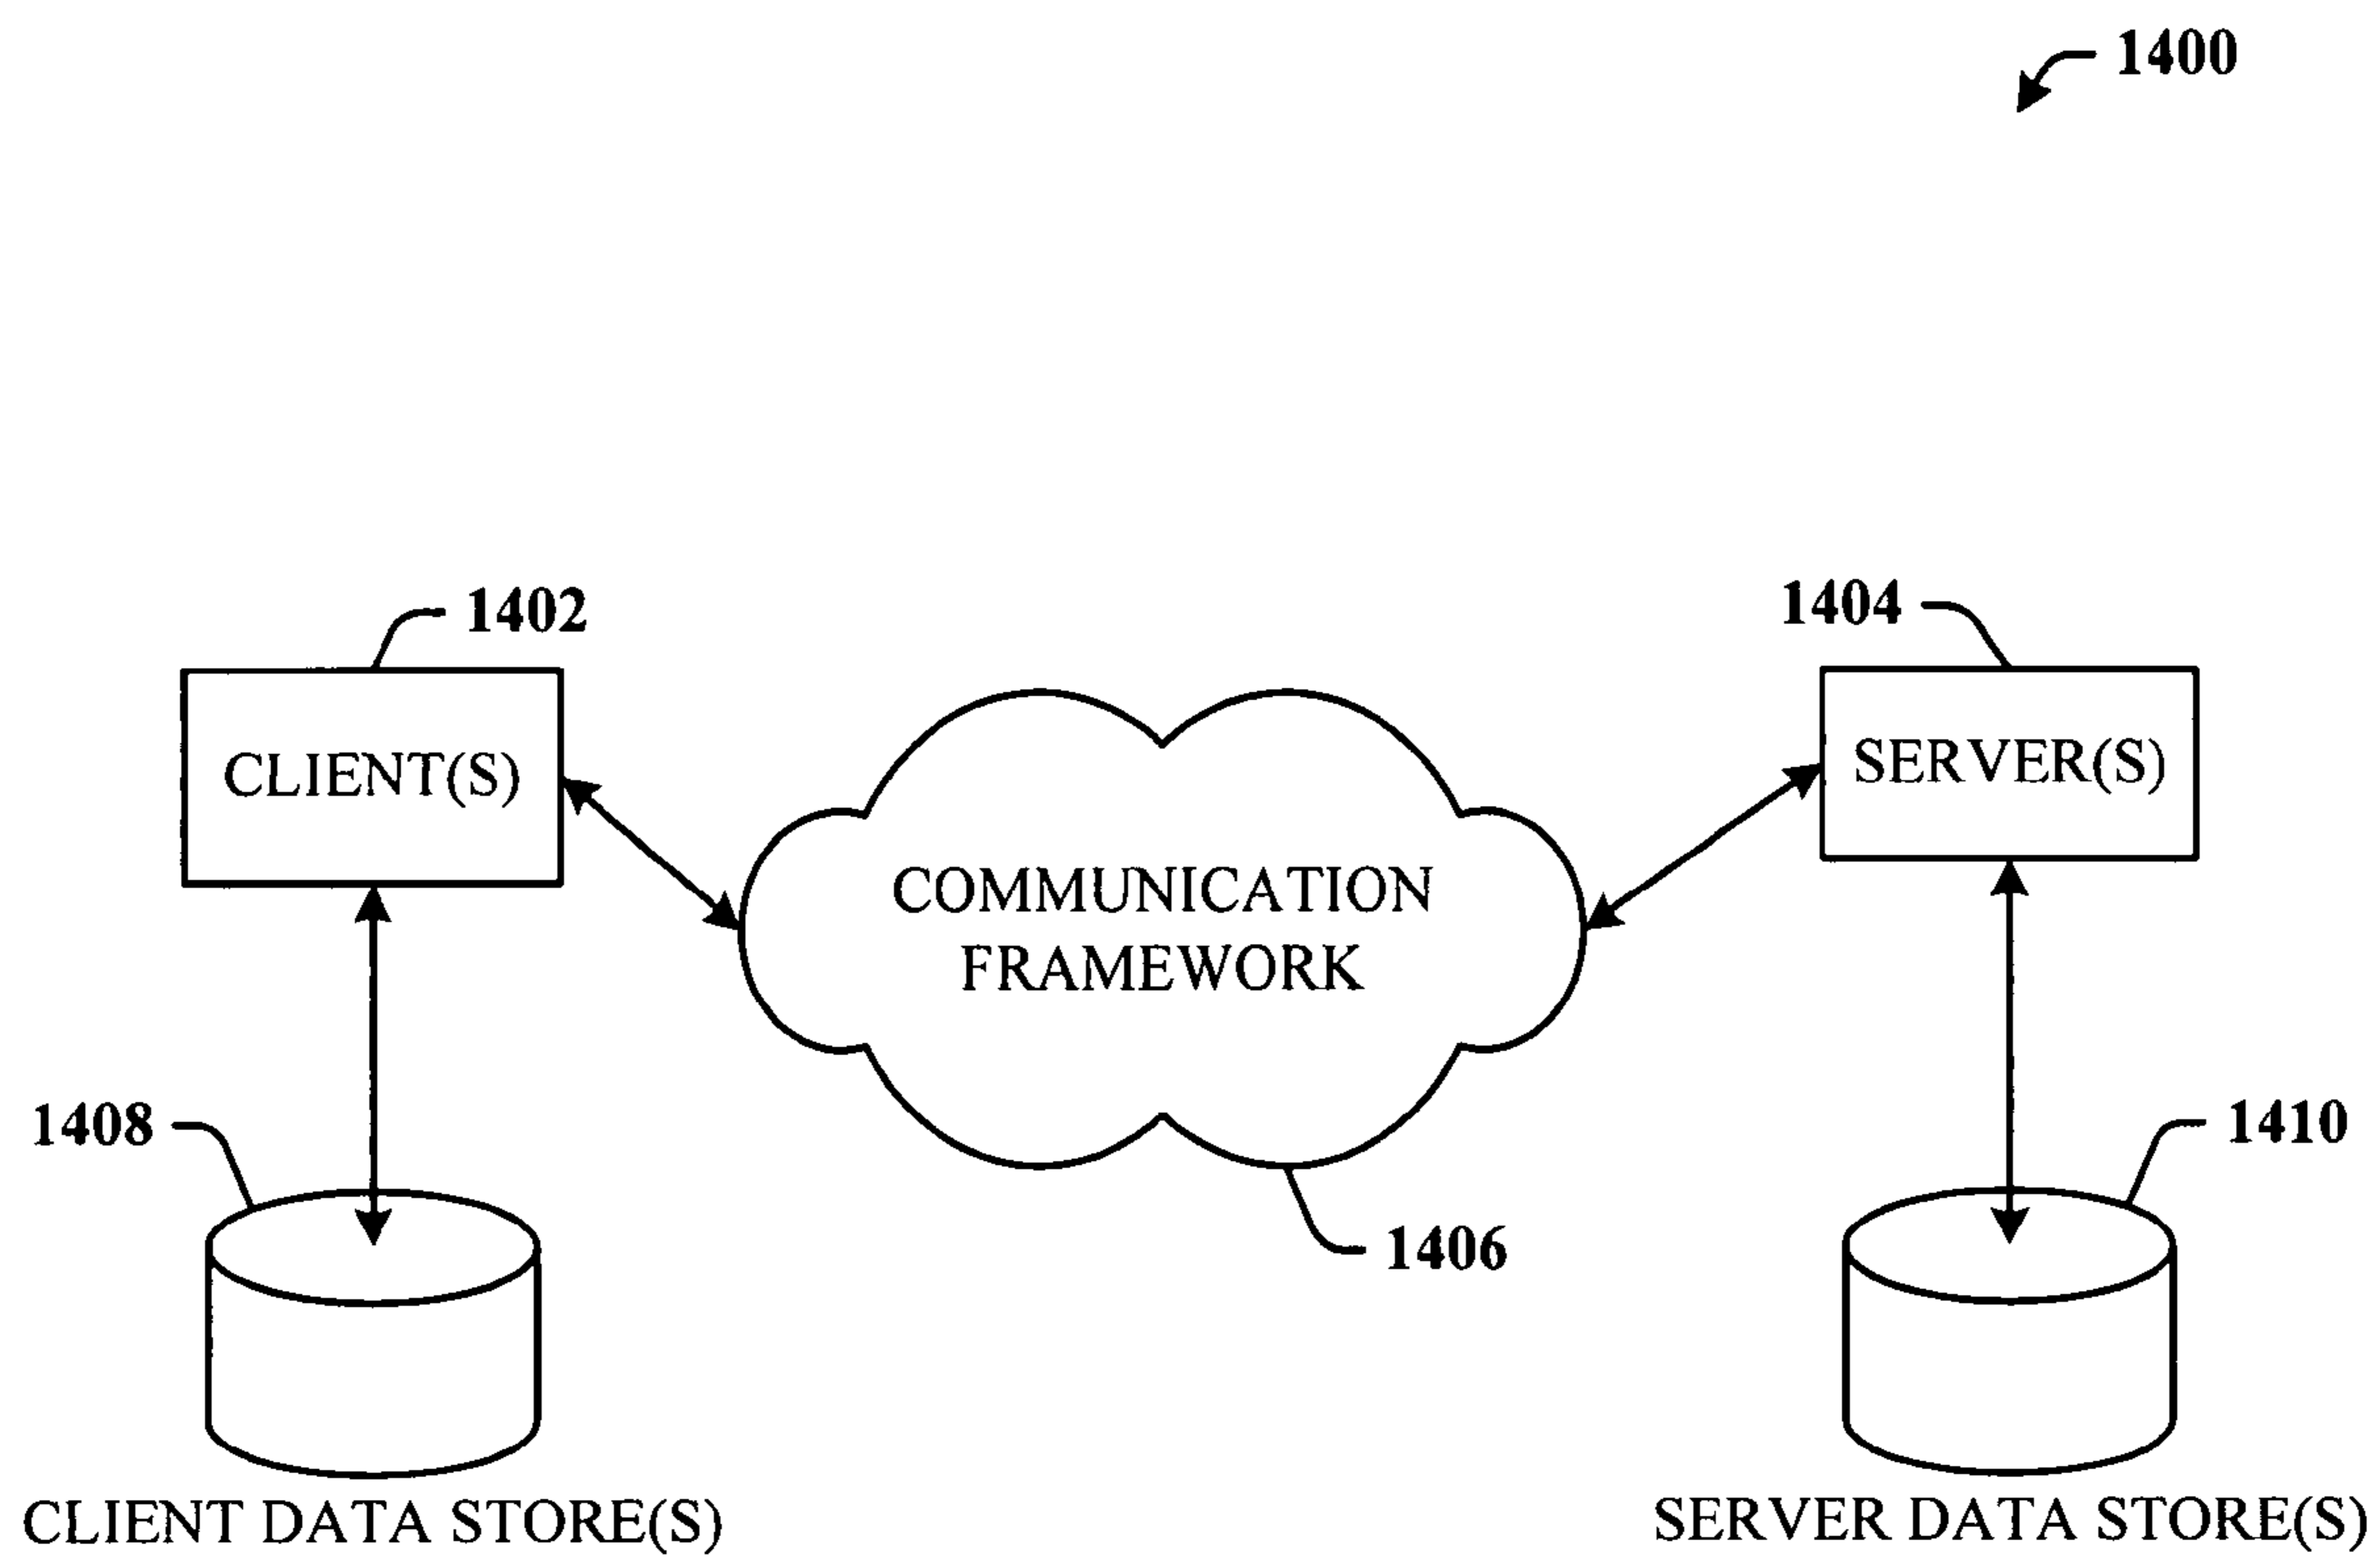 1400
1402
1404
CLIENT(S)
SERVER(S)
COMMUNICATION
FRAMEWORK
1408
1410
1406
CLIENT DATA STORE(S)
SERVER DATA STORE(S)